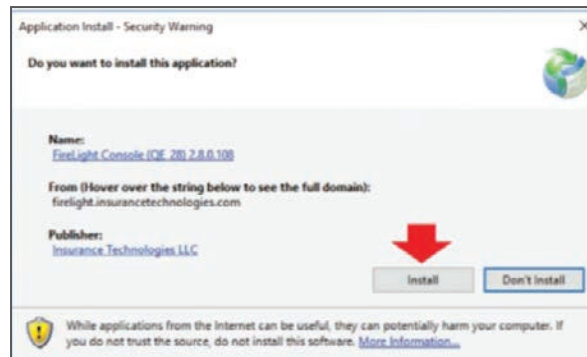 Application Install - Security Warning
Do you want to install this application?
Name:
FireLight Console (QE 28) 2.8.0.108
From (Hover over the string below to see the full domain):
firelight.insurancetechnologies.com
Publisher:
Insurance Technologies LLC
Install
Don't Install
While applications from the Internet can be useful, they can potentially harm your computer. If
you do not trust the source, do not install this software. More Information...